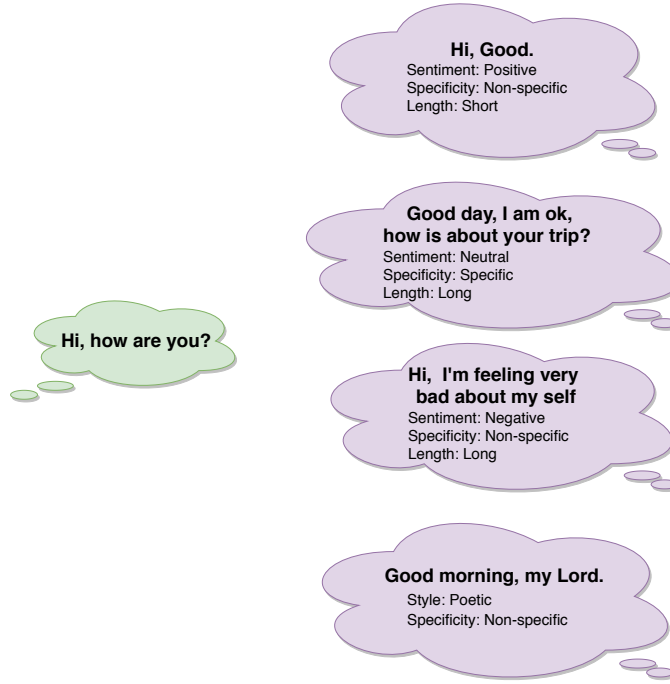 Hi, how are you?
Hi, Good.
Sentiment: Positive
Specificity: Non-specific
Length: Short
Good day, I am ok,
how is about your trip?
Sentiment: Neutral
Specificity: Specific
Length: Long
Hi, I'm feeling very
bad about my self
Sentiment: Negative
Specificity: Non-specific
Length: Long
Good morning, my Lord.
Style: Poetic
Specificity: Non-specific